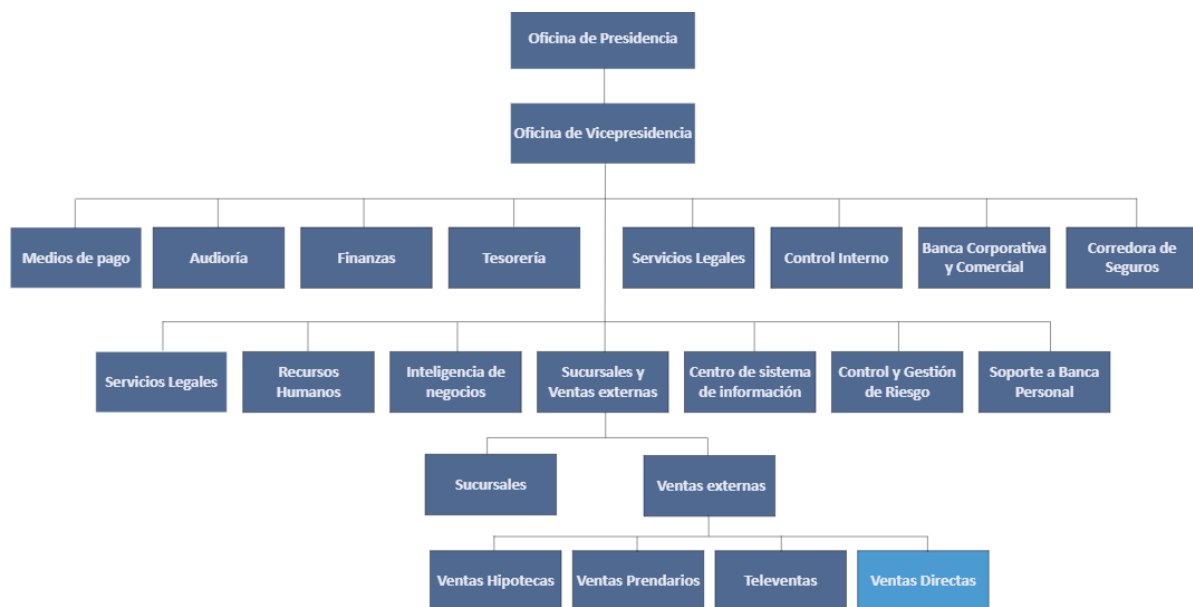 Oficina de Presidencia
Oficina de Vicepresidencia
Medios de pago
Audioría
Finanzas
Tesorería
Servicios Legales
Control Interno
Banca Corporativa
y Comercial
Corredora de
Seguros
Servicios Legales
Recursos
Humanos
Inteligencia de
negocios
Sucursales y
Ventas externas
Centro de sistema
de información
Control y Gestión
de Riesgo
Soporte a Banca
Personal
Sucursales
Ventas externas
Ventas Hipotecas
Ventas Prendarios
Televentas
Ventas Directas